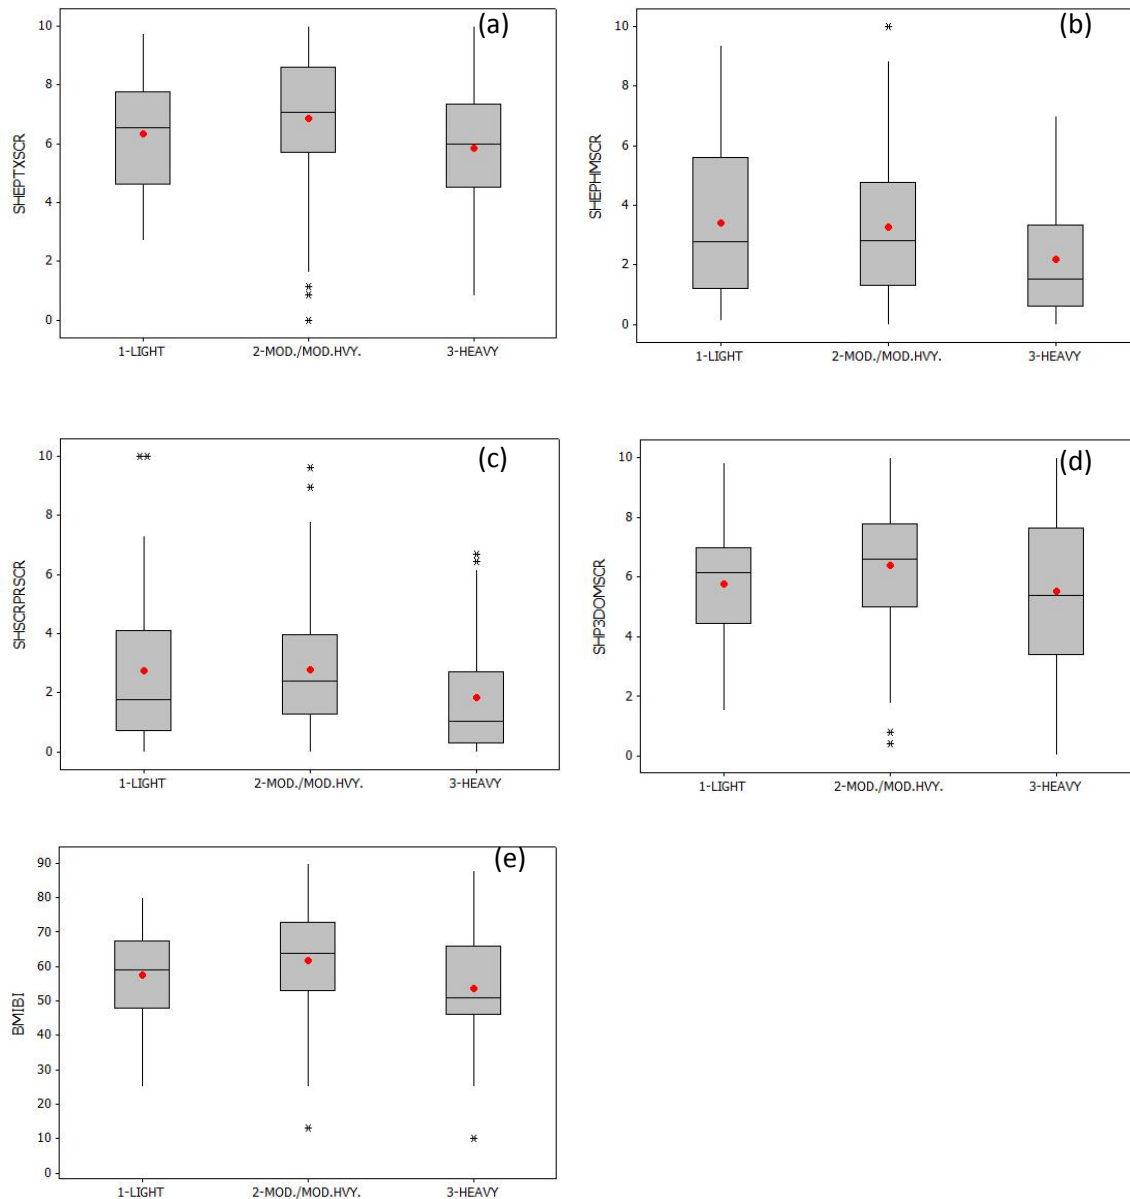 (a)
SHEPTXSCR
10
8
6
4
2
0
1-LIGHT 2-MOD./MOD.HVY. 3-HEAVY
(b)
SHEPHMSCR
10
8
6
4
2
0
1-LIGHT 2-MOD./MOD.HVY. 3-HEAVY
(c)
SHSCRPRSCR
10
8
6
4
2
0
1-LIGHT 2-MOD./MOD.HVY. 3-HEAVY
(d)
SHP3DOMSCR
10
8
6
4
2
0
1-LIGHT 2-MOD./MOD.HVY. 3-HEAVY
(e)
BMIBI
90
80
70
60
50
40
30
20
10
0
1-LIGHT 2-MOD./MOD.HVY. 3-HEAVY